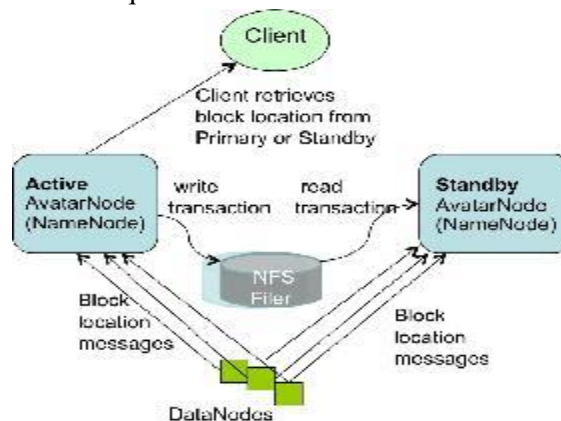 Client
Client retrieves
block location from
Primary or Standby
Active
AvatarNode
(NameNode)
write
transaction
read
transaction
Standby
AvatarNode
(NameNode)
NFS
Filer
Block
location
messages
Block
location
messages
DataNodes